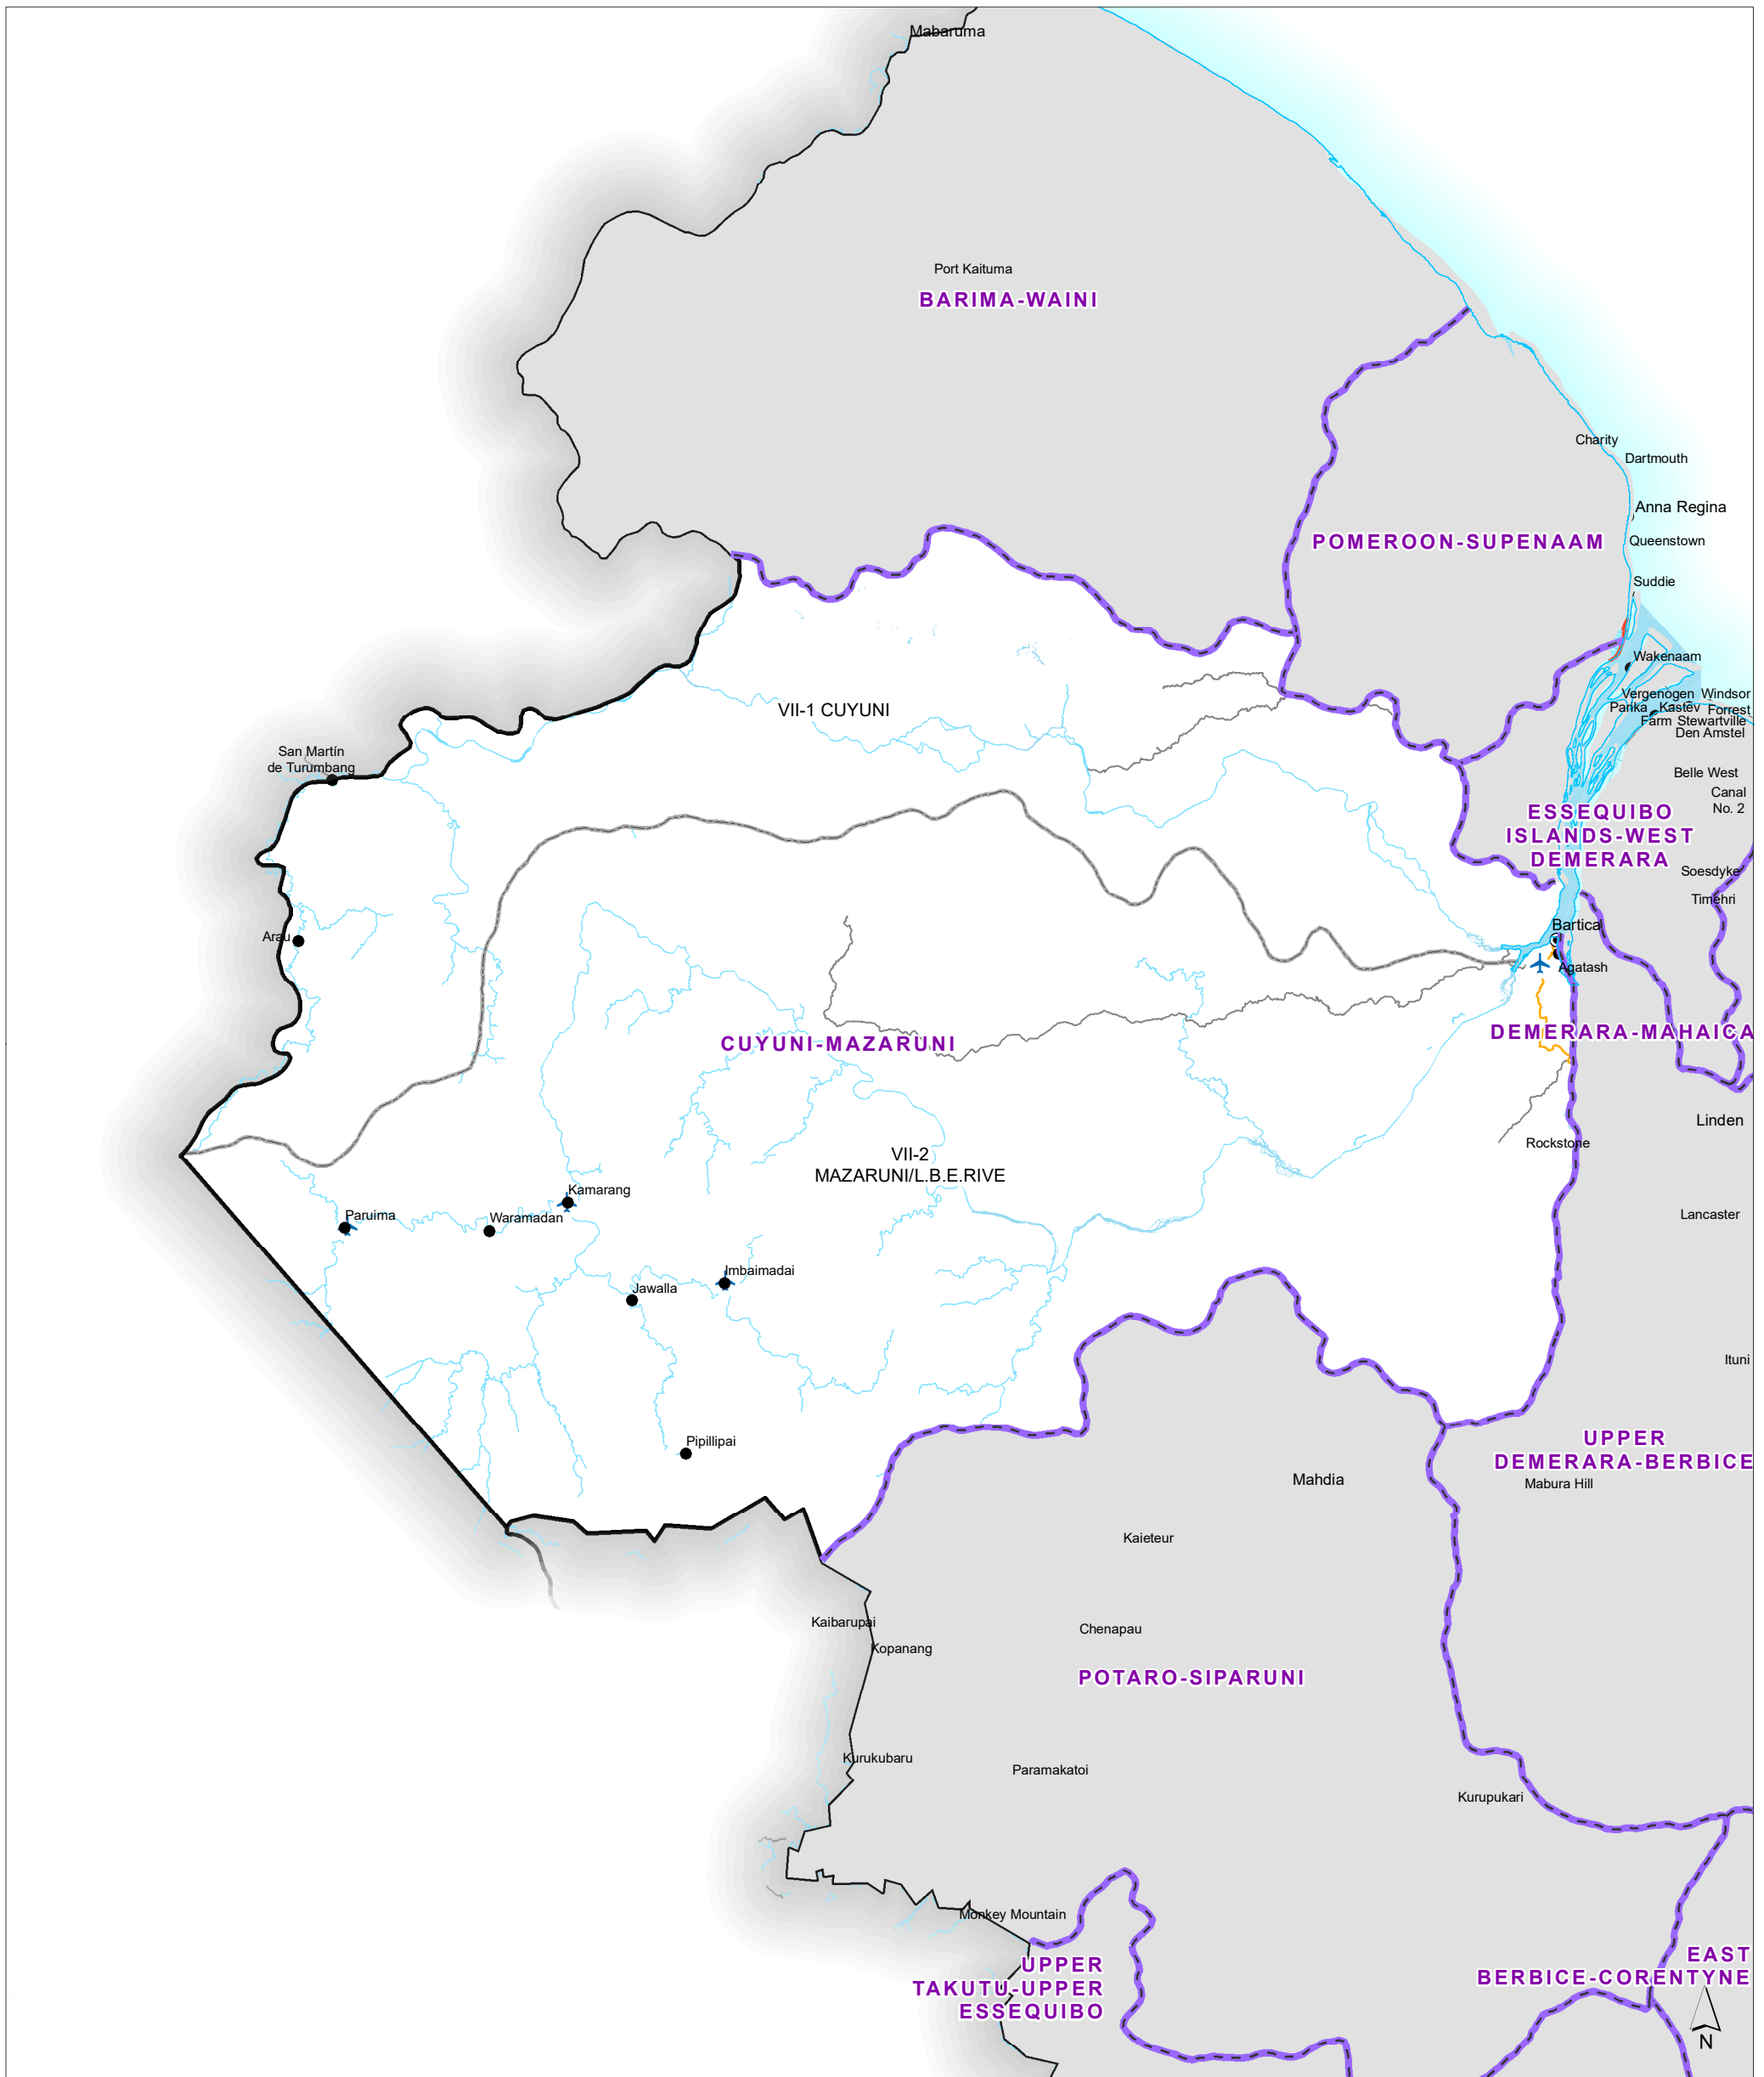 Mabaruma
Port Kaituma
BARIMA-WAINI
Charity
Dartmouth
Anna Regina
POMEROON-SUPENAAM
Queenstown
Suddie
Wakenaam
Vergenogen Windsor
Parika Kastev Forrest
Farm Stewartville
Den Amstel
VII-1 CUYUNI
San Martín
de Turumbang
Belle West
Canal
No. 2
ESSEQUIBO
ISLANDS-WEST
DEMERARA
Soesdyke
Timehri
Bartica
Arau
Agatash
DEMERARA-MAHAICA
CUYUNI-MAZARUNI
Linden
Rockstone
VII-2
MAZARUNI/L.B.E.RIVE
Kamarang
Paruima
Waramadan
Lancaster
Imbaimadai
Jawalla
Ituni
Pipillipai
UPPER
DEMERARA-BERBICE
Mahdia
Mabura Hill
Kaieteur
Kaibarupai
Chenapau
Kopanang
POTARO-SIPARUNI
Kurukubaru
Paramakatoi
Kurupukari
Monkey Mountain
UPPER
TAKUTU-UPPER
ESSEQUIBO
EAST
BERBICE-CORENTYNE
N